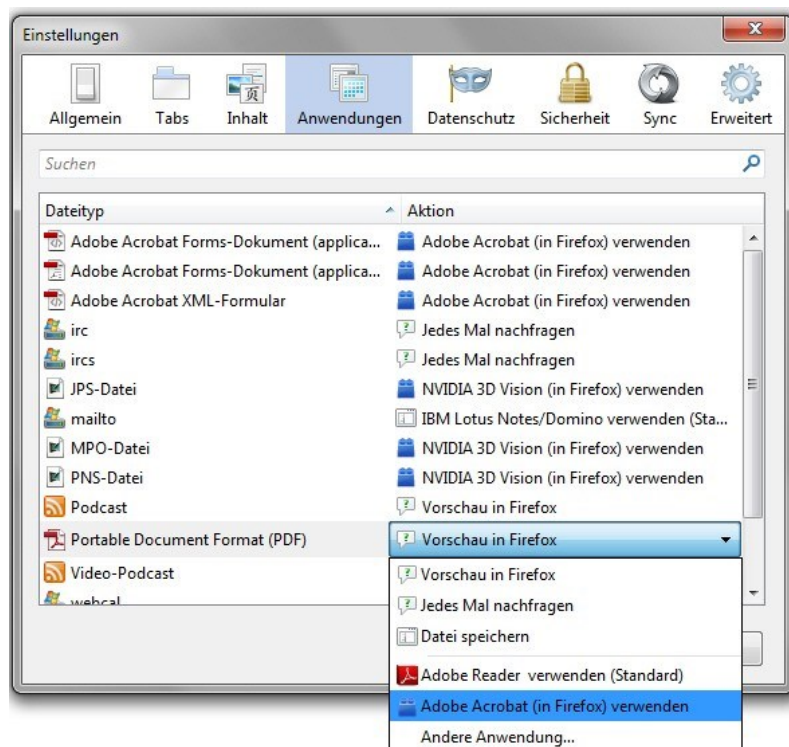 Einstellungen
Allgemein
Tabs
Inhalt
Anwendungen
Datenschutz
Sicherheit
Sync
Erweitert
Suchen
Dateityp Aktion
Adobe Acrobat Forms-Dokument (applica... Adobe Acrobat (in Firefox) verwenden
Adobe Acrobat Forms-Dokument (applica... Adobe Acrobat (in Firefox) verwenden
Adobe Acrobat XML-Formular Adobe Acrobat (in Firefox) verwenden
irc Jedes Mal nachfragen
ircs Jedes Mal nachfragen
JPS-Datei NVIDIA 3D Vision (in Firefox) verwenden
mailto IBM Lotus Notes/Domino verwenden (Sta...
MPO-Datei NVIDIA 3D Vision (in Firefox) verwenden
PNS-Datei NVIDIA 3D Vision (in Firefox) verwenden
Podcast Vorschau in Firefox
Portable Document Format (PDF) Vorschau in Firefox
Video-Podcast Vorschau in Firefox
webcal Jedes Mal nachfragen
Datei speichern
Adobe Reader verwenden (Standard)
Adobe Acrobat (in Firefox) verwenden
Andere Anwendung...